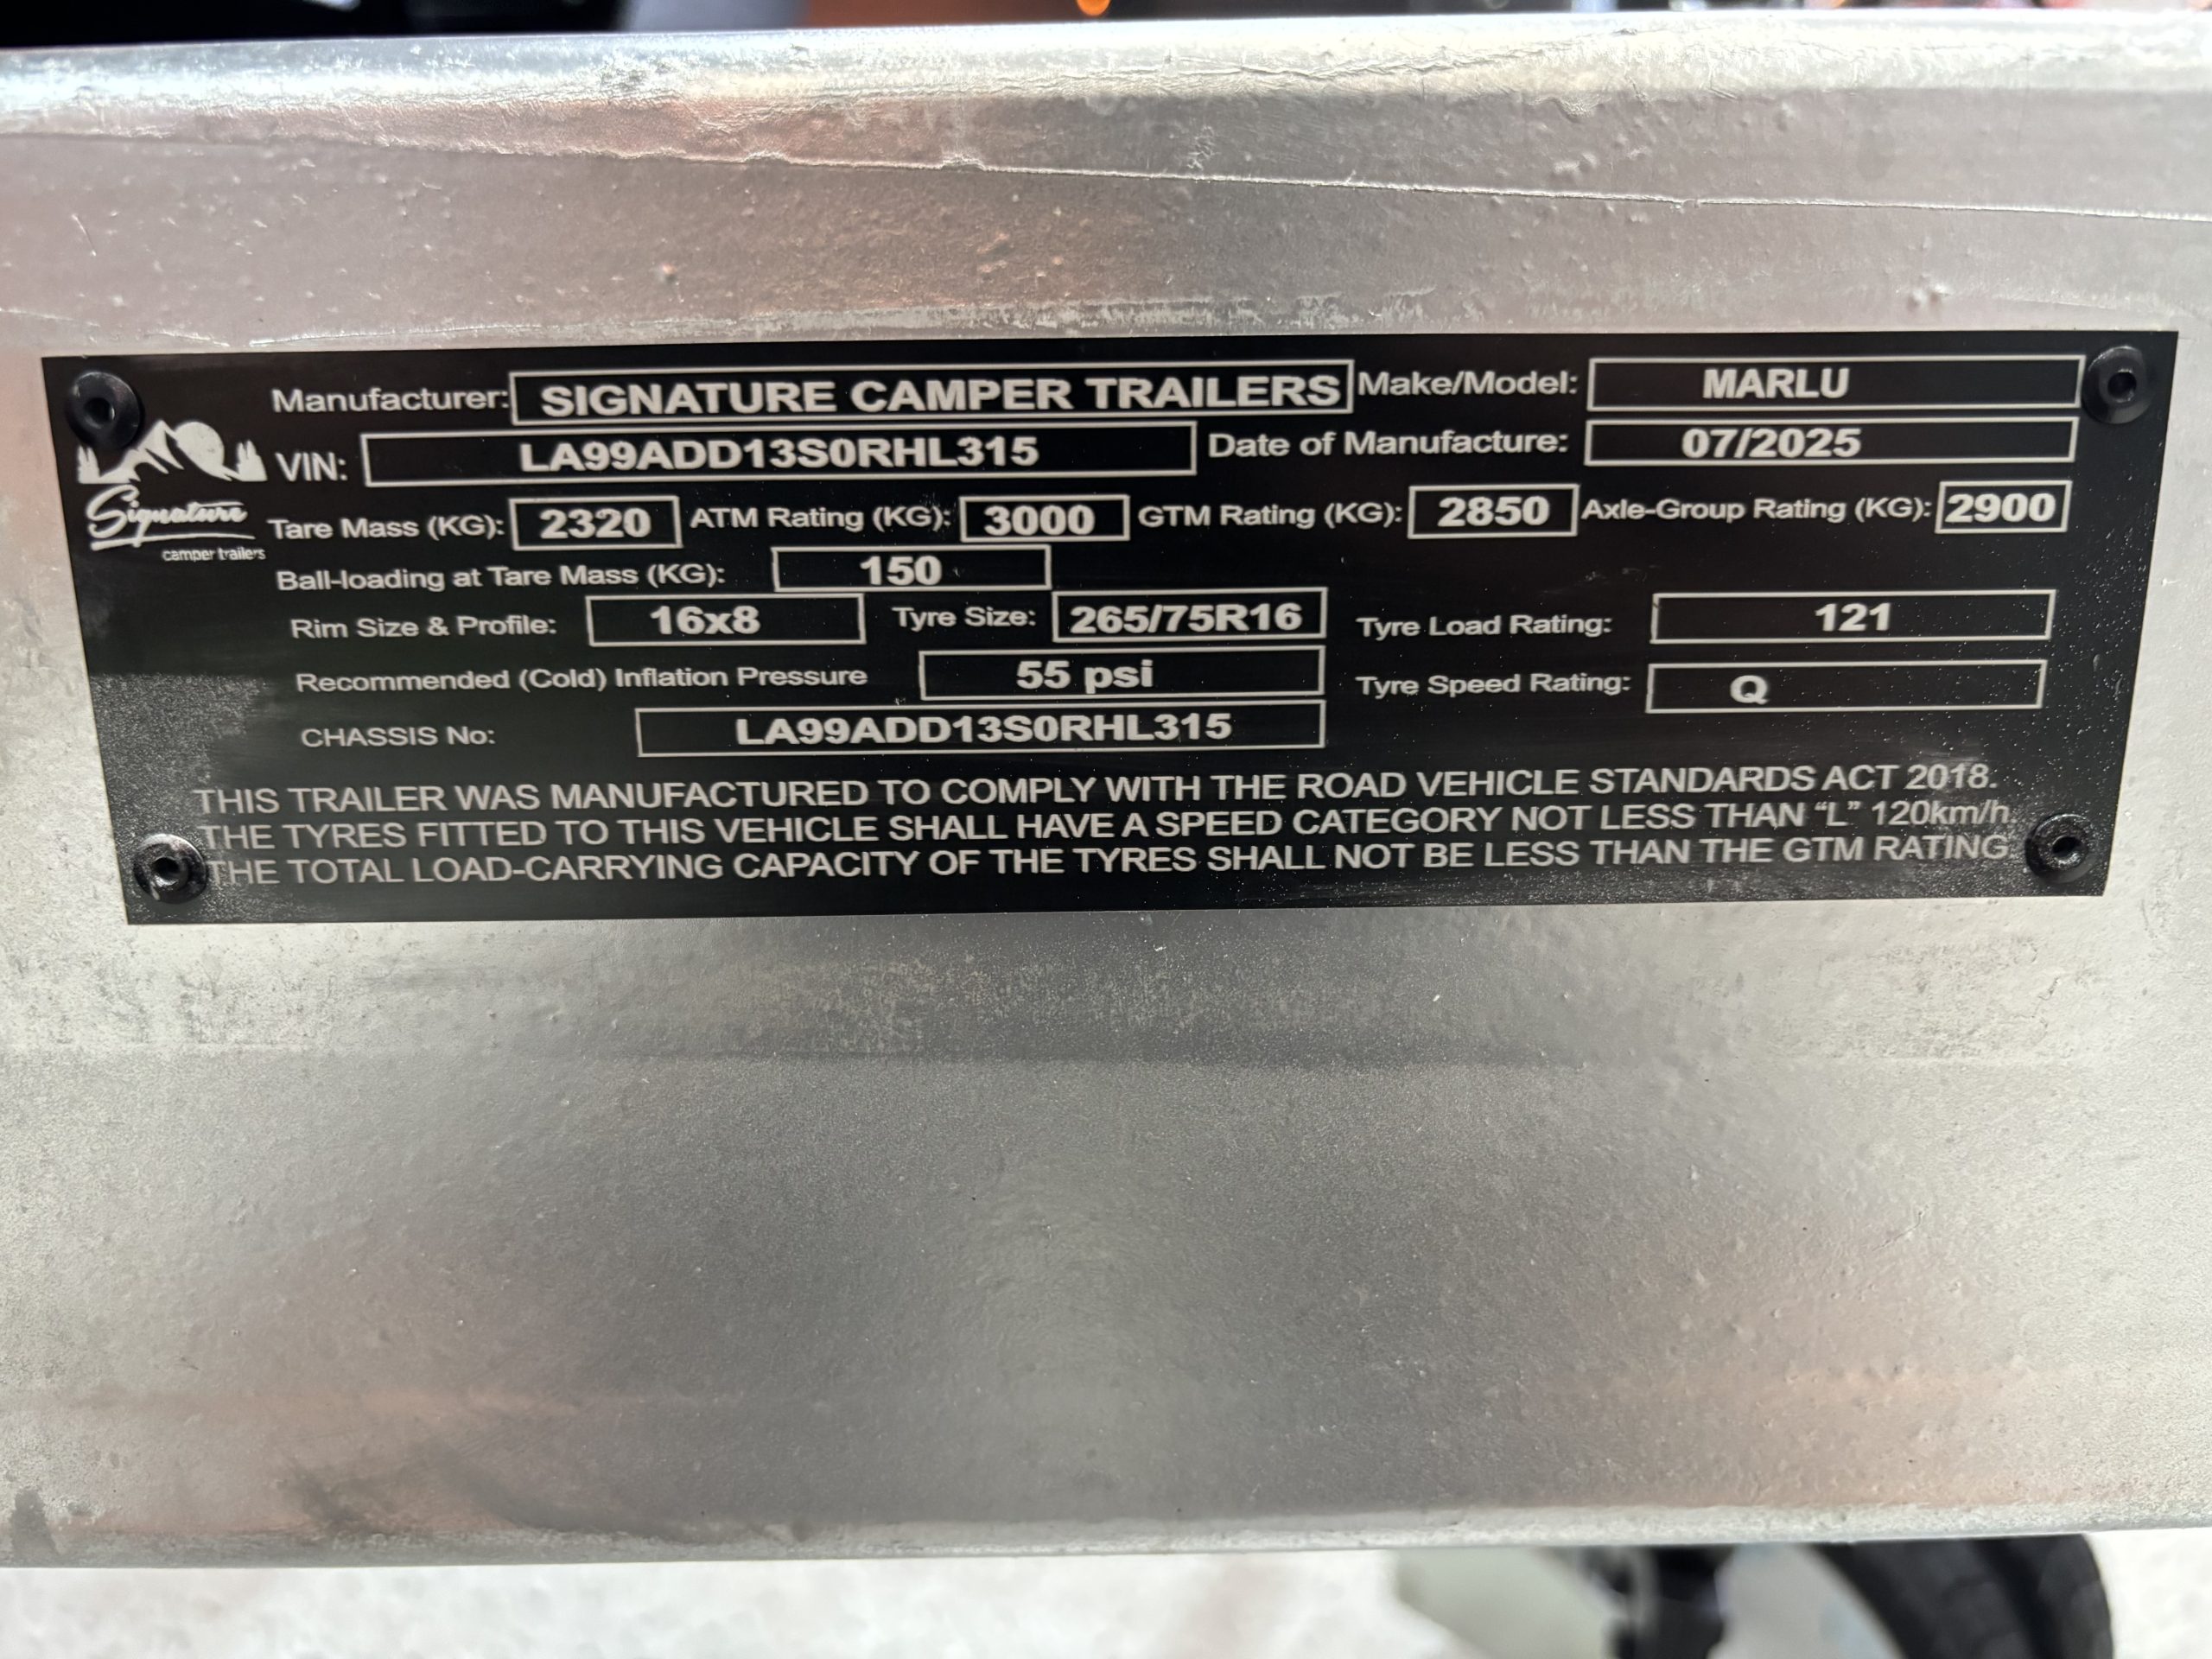 Manufacturer: SIGNATURE CAMPER TRAILERS Make/Model: MARLU
VIN: LA99ADD13S0RHL315 Date of Manufacture: 07/2025
Signature
camper trailers
Tare Mass (KG): 2320 ATM Rating (KG): 3000 GTM Rating (KG): 2850 Axle-Group Rating (KG): 2900
Ball-loading at Tare Mass (KG): 150
Rim Size & Profile: 16x8 Tyre Size: 265/75R16 Tyre Load Rating: 121
Recommended (Cold) Inflation Pressure 55 psi Tyre Speed Rating: Q
CHASSIS No: LA99ADD13S0RHL315
THIS TRAILER WAS MANUFACTURED TO COMPLY WITH THE ROAD VEHICLE STANDARDS ACT 2018.
THE TYRES FITTED TO THIS VEHICLE SHALL HAVE A SPEED CATEGORY NOT LESS THAN “L” 120km/h.
THE TOTAL LOAD-CARRYING CAPACITY OF THE TYRES SHALL NOT BE LESS THAN THE GTM RATING